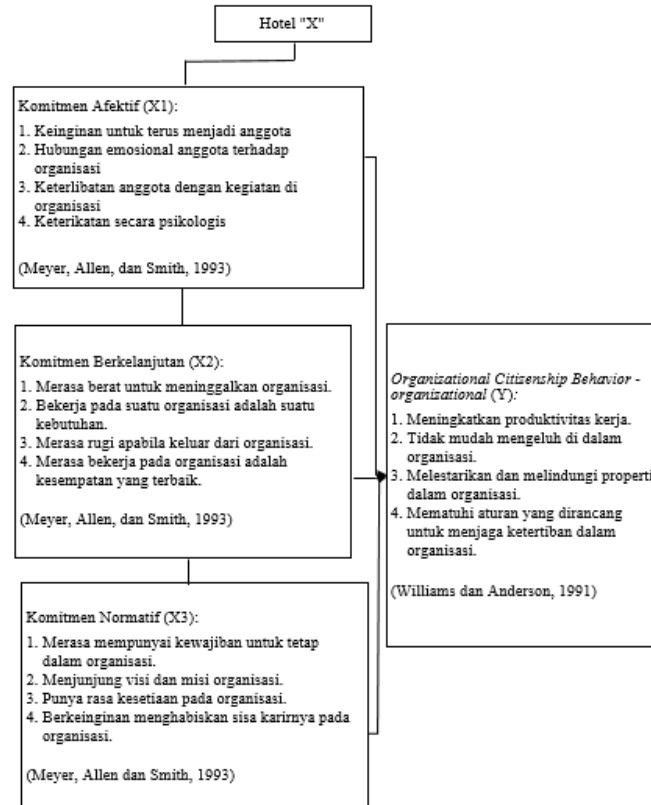 Hotel "X"
Komitmen Afektif (X1):
1. Keinginan untuk terus menjadi anggota
2. Hubungan emosional anggota terhadap
organisasi
3. Keterlibatan anggota dengan kegiatan di
organisasi
4. Keterikatan secara psikologis
(Meyer, Allen, dan Smith, 1993)
Komitmen Berkelanjutan (X2):
1. Merasa berat untuk meninggalkan organisasi.
2. Bekerja pada suatu organisasi adalah suatu
kebutuhan.
3. Merasa rugi apabila keluar dari organisasi.
4. Merasa bekerja pada organisasi adalah
kesempatan yang terbaik.
(Meyer, Allen, dan Smith, 1993)
Komitmen Normatif (X3):
1. Merasa mempunyai kewajiban untuk tetap
dalam organisasi.
2. Menjunjung visi dan misi organisasi.
3. Punya rasa kesetiaan pada organisasi.
4. Berkeinginan menghabiskan sisa karirnya pada
organisasi.
(Meyer, Allen dan Smith, 1993)
Organizational Citizenship Behavior -
organizational (Y):
1. Meningkatkan produktivitas kerja.
2. Tidak mudah mengeluh di dalam
organisasi.
3. Melestarikan dan melindungi properti
dalam organisasi.
4. Mematuhi aturan yang dirancang
untuk menjaga ketertiban dalam
organisasi.
(Williams dan Anderson, 1991)